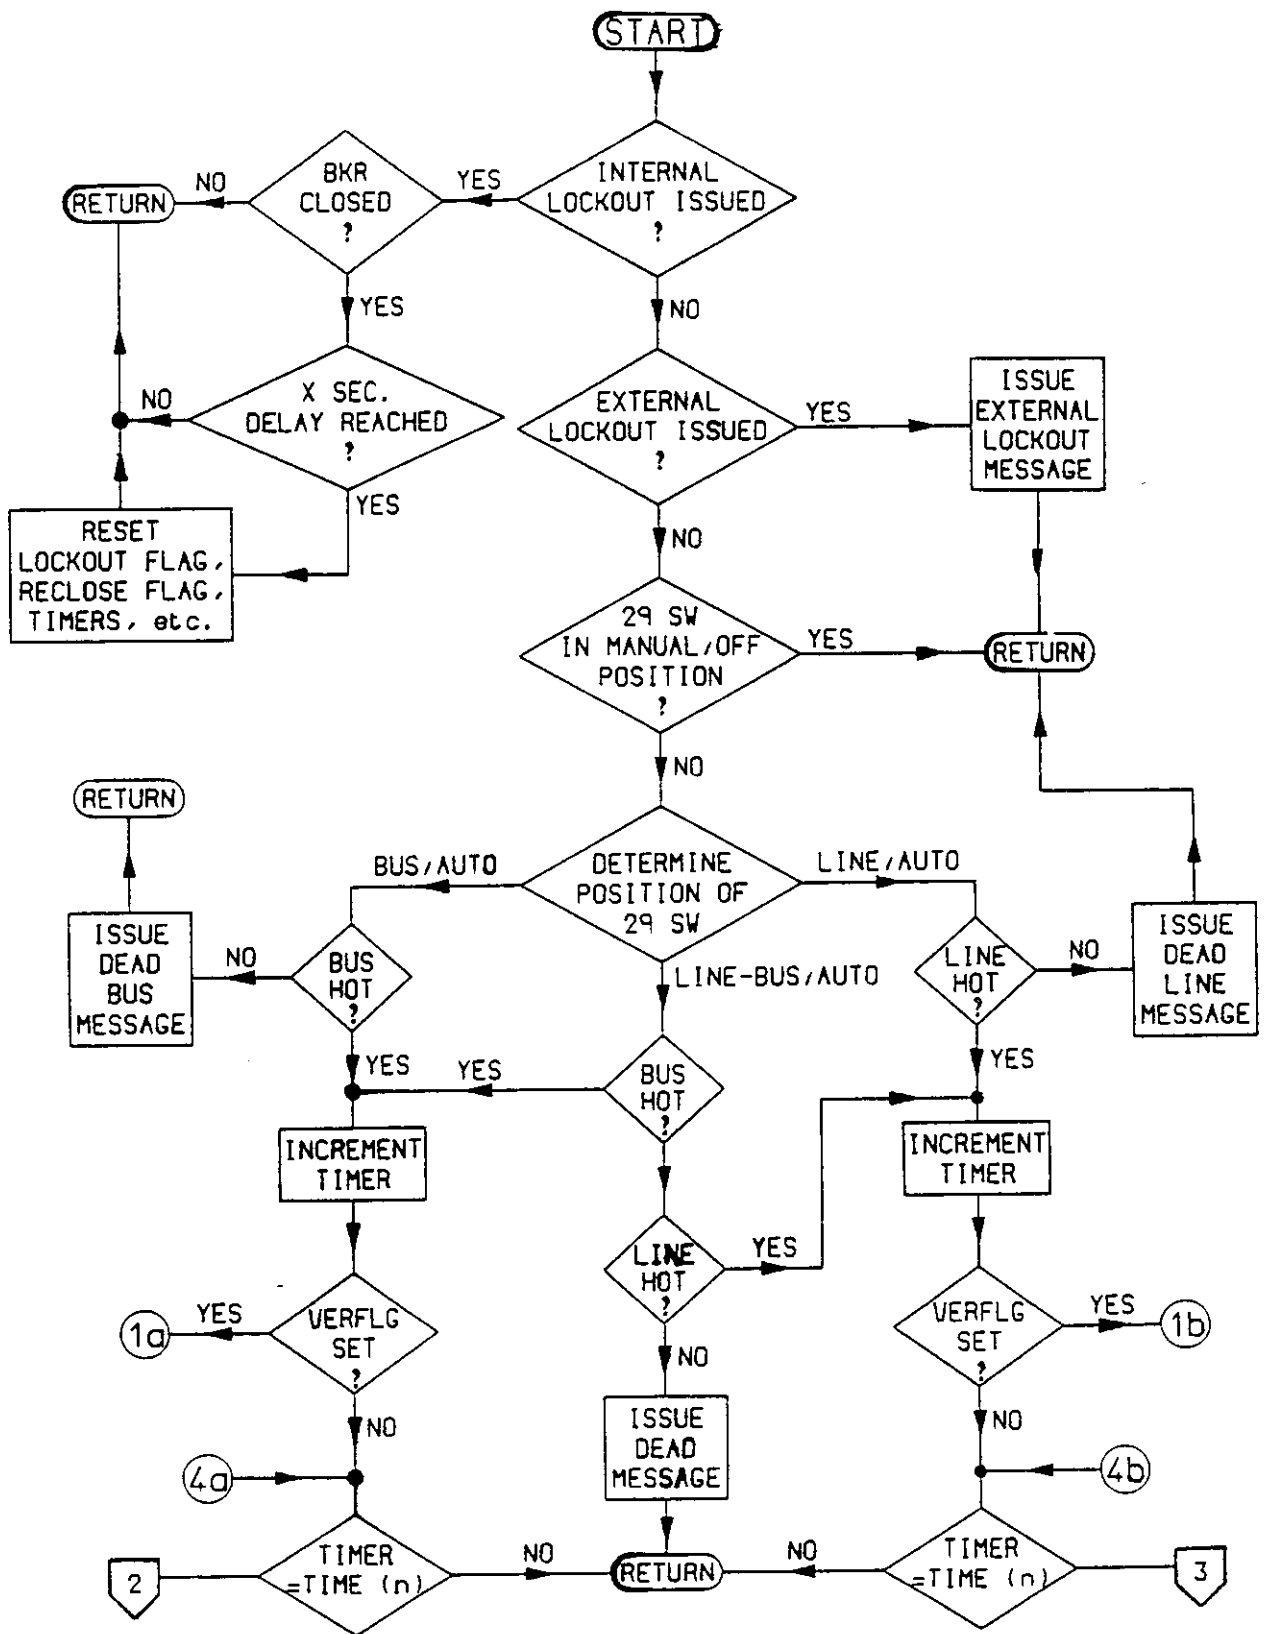 START
INTERNAL
LOCKOUT ISSUED
?
YES
BKR
CLOSED
?
NO
RETURN
YES
NO
X SEC.
DELAY REACHED
?
NO
YES
RESET
LOCKOUT FLAG,
RECLOSE FLAG,
TIMERS, etc.
EXTERNAL
LOCKOUT ISSUED
?
YES
ISSUE
EXTERNAL
LOCKOUT
MESSAGE
NO
29 SW
IN MANUAL/OFF
POSITION
?
YES
RETURN
NO
RETURN
DETERMINE
POSITION OF
29 SW
BUS/AUTO
LINE/AUTO
LINE-BUS/AUTO
ISSUE
DEAD
BUS
MESSAGE
NO
BUS
HOT
?
YES
LINE
HOT
?
NO
ISSUE
DEAD
LINE
MESSAGE
YES
YES
BUS
HOT
?
INCREMENT
TIMER
INCREMENT
TIMER
LINE
HOT
?
YES
1a
YES
VERFLG
SET
?
NO
VERFLG
SET
?
YES
1b
NO
NO
ISSUE
DEAD
MESSAGE
4a
4b
2
TIMER
=TIME (n)
NO
RETURN
NO
TIMER
=TIME (n)
3